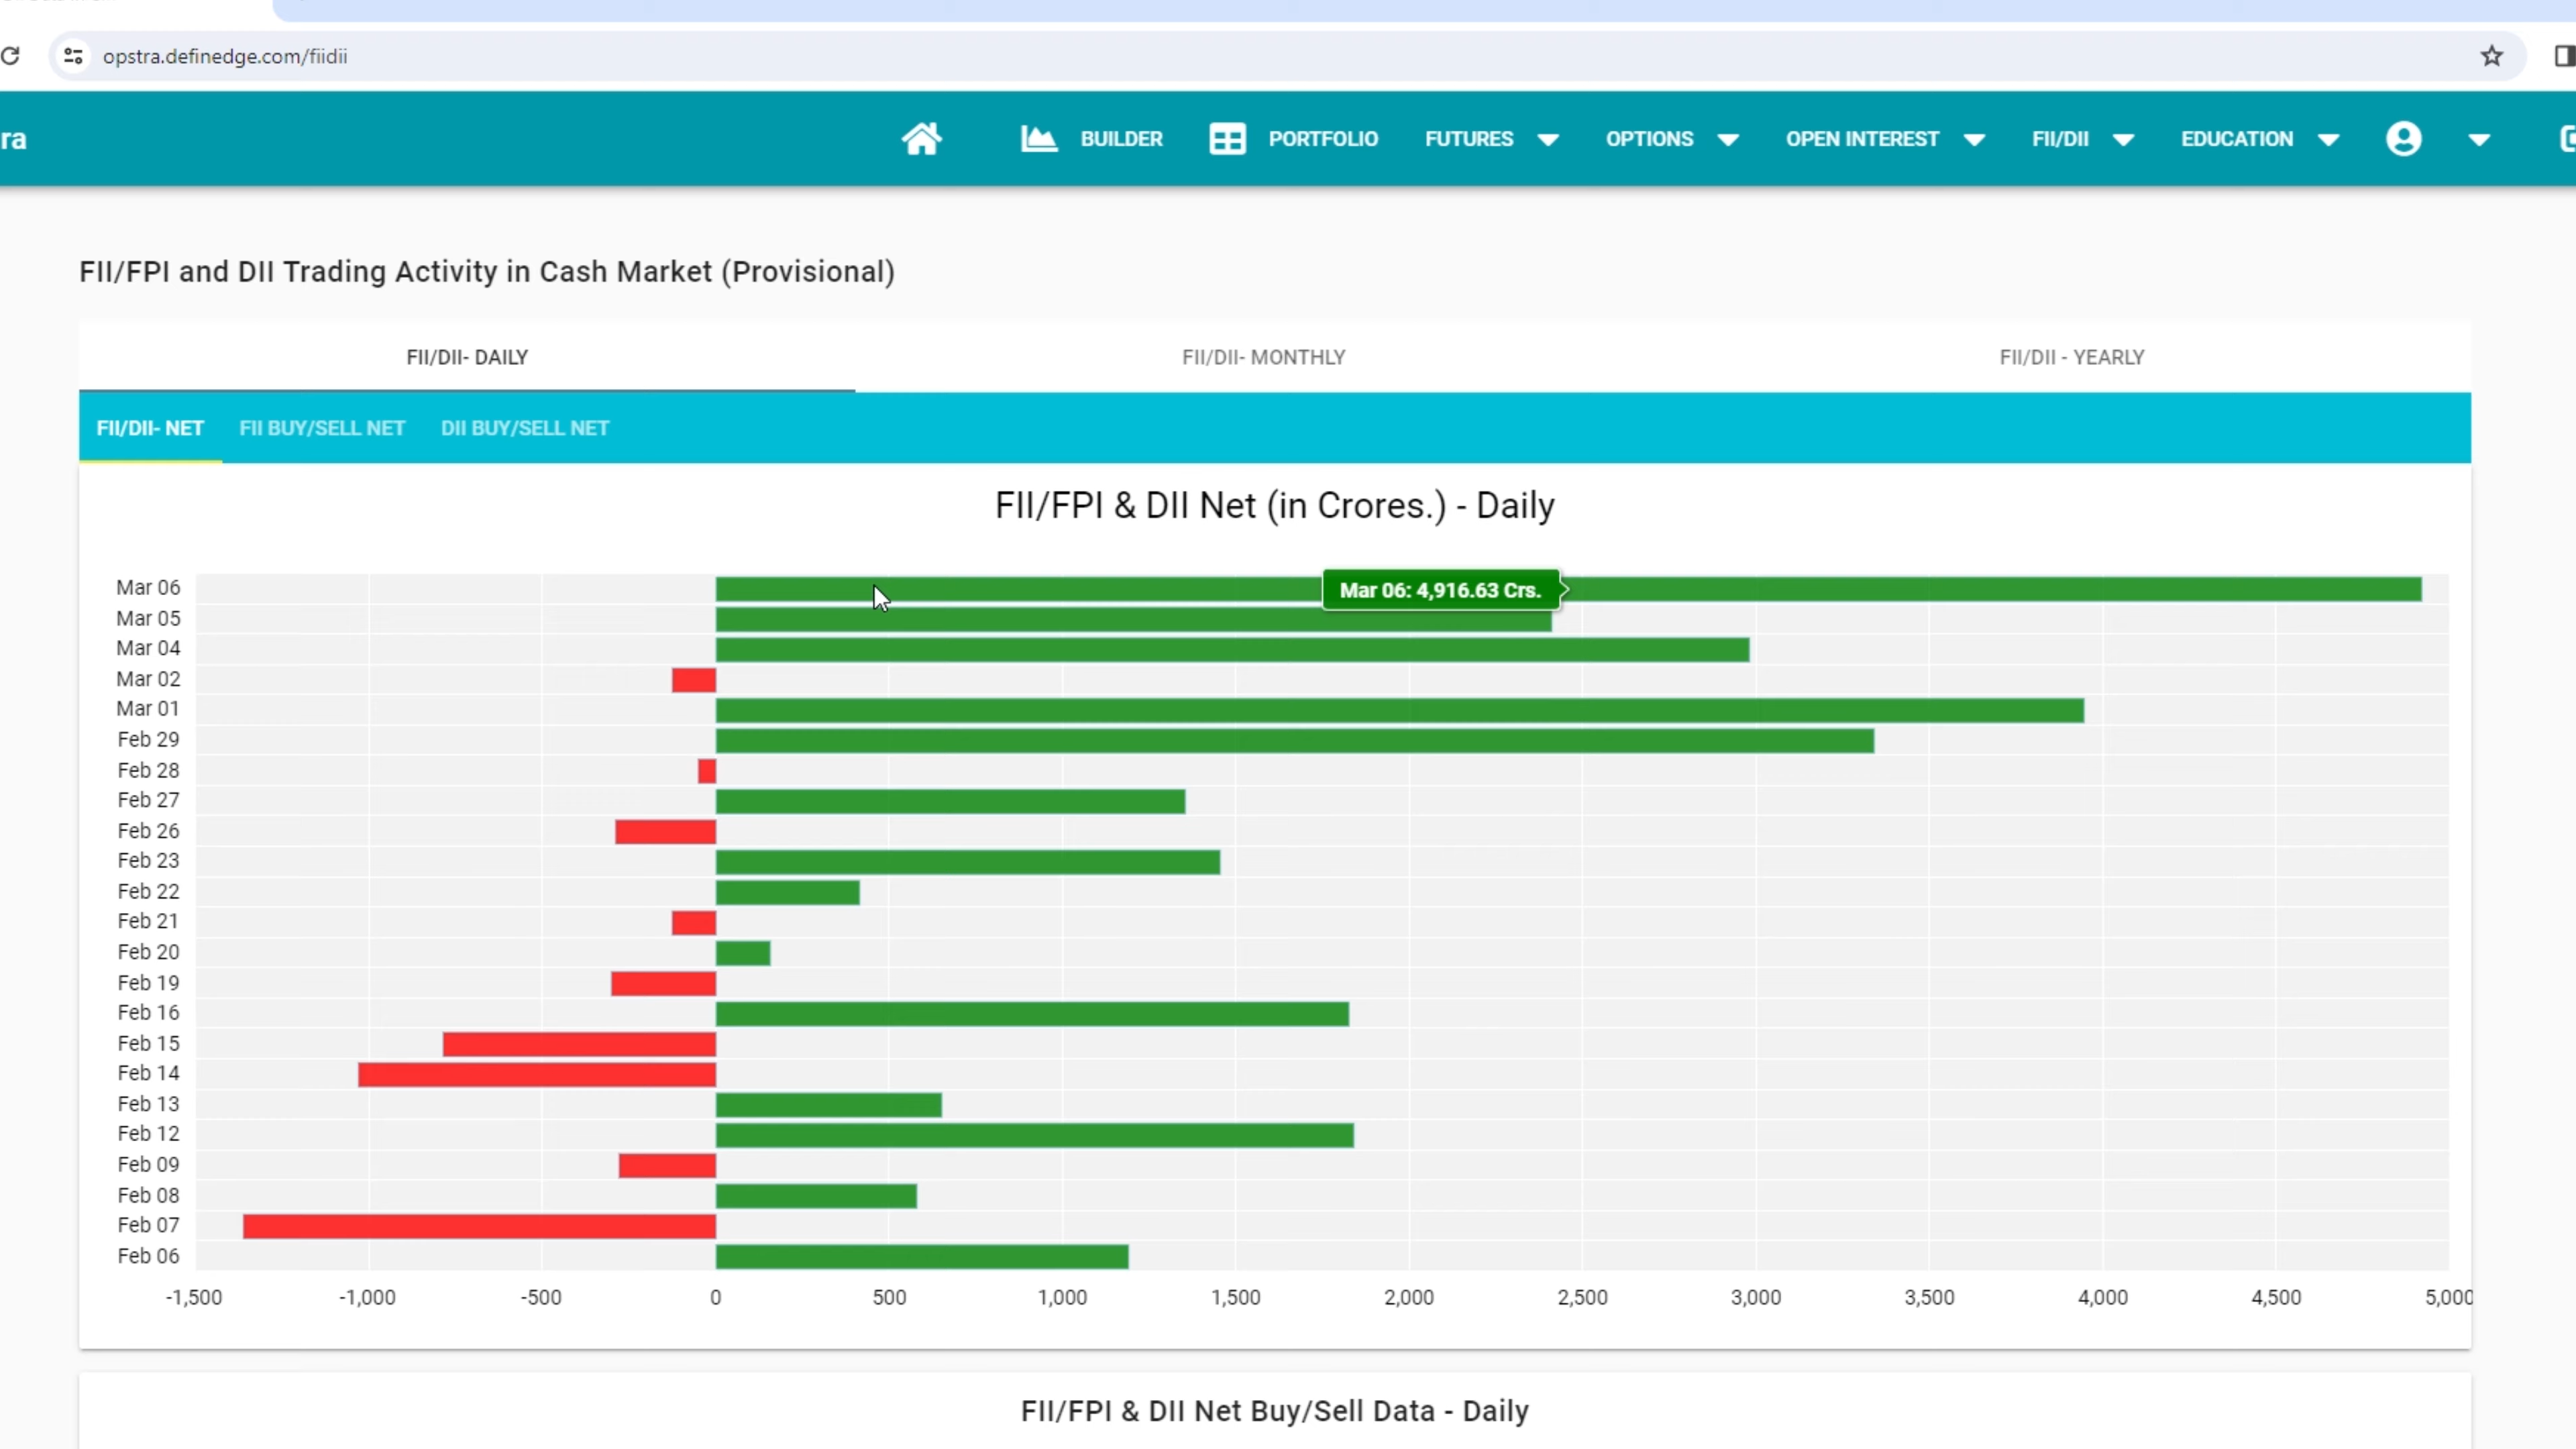 opstra.definedge.com/fiidii
ra
BUILDER PORTFOLIO FUTURES OPTIONS OPEN INTEREST FII/DII EDUCATION
FII/FPI and DII Trading Activity in Cash Market (Provisional)
FII/DII- DAILY FII/DII- MONTHLY FII/DII - YEARLY
FII/DII- NET FII BUY/SELL NET DII BUY/SELL NET
FII/FPI & DII Net (in Crores.) - Daily
Mar 06
Mar 06: 4,916.63 Crs.
Mar 05
Mar 04
Mar 02
Mar 01
Feb 29
Feb 28
Feb 27
Feb 26
Feb 23
Feb 22
Feb 21
Feb 20
Feb 19
Feb 16
Feb 15
Feb 14
Feb 13
Feb 12
Feb 09
Feb 08
Feb 07
Feb 06
-1,500 -1,000 -500 0 500 1,000 1,500 2,000 2,500 3,000 3,500 4,000 4,500 5,000
FII/FPI & DII Net Buy/Sell Data - Daily